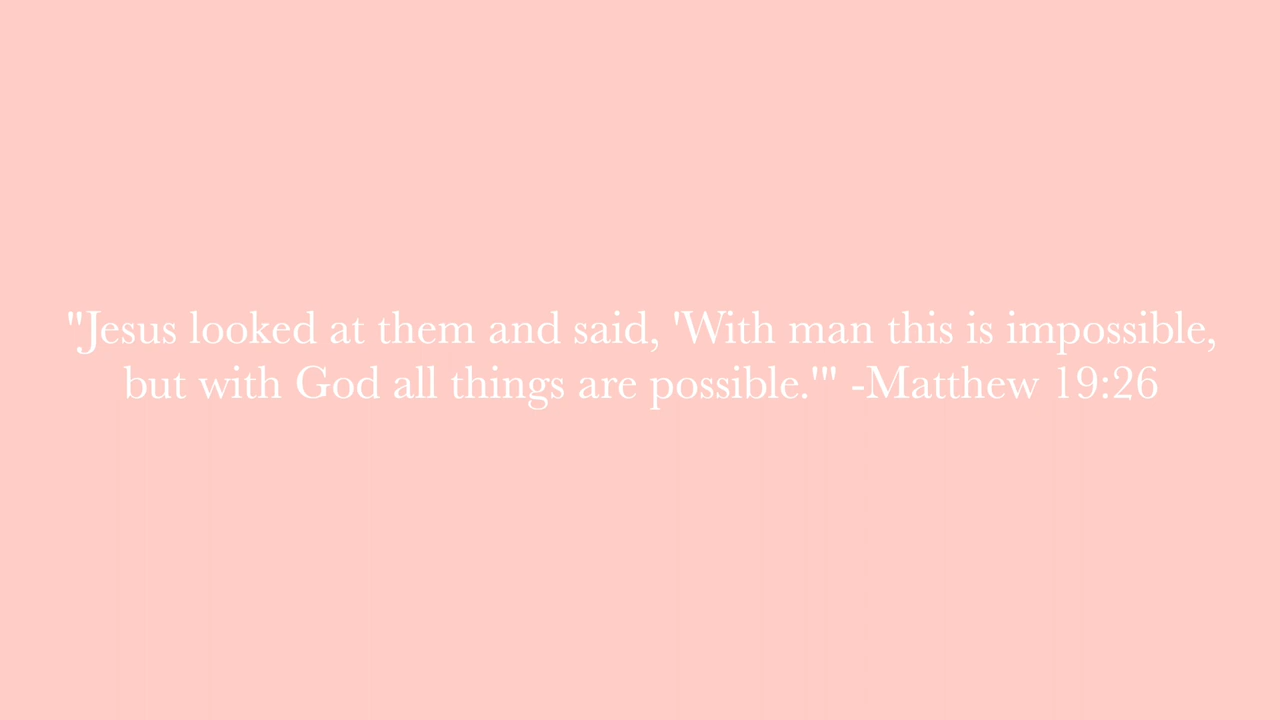 "Jesus looked at them and said, 'With man this is impossible,
but with God all things are possible.'" -Matthew 19:26